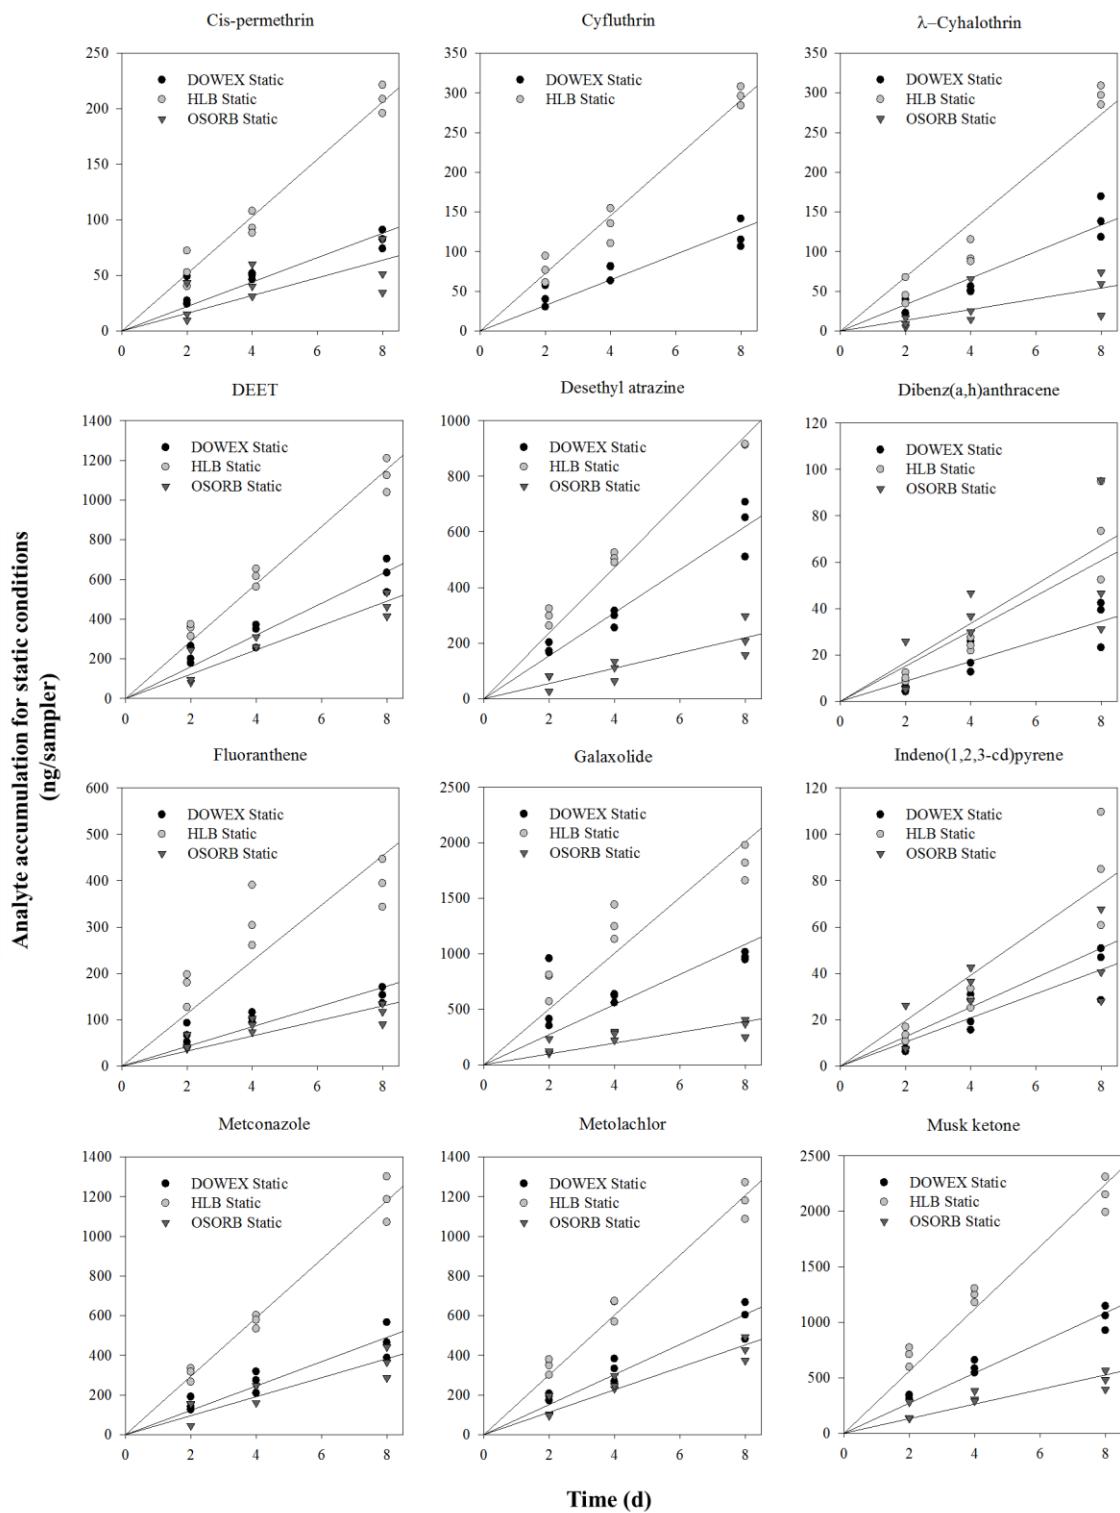 Cis-permethrin
250
200
150
100
50
0
DOWEX Static
HLB Static
OSORB Static
0 2 4 6 8
Cyfluthrin
350
300
250
200
150
100
50
0
DOWEX Static
HLB Static
0 2 4 6 8
λ–Cyhalothrin
350
300
250
200
150
100
50
0
DOWEX Static
HLB Static
OSORB Static
0 2 4 6 8
DEET
1400
1200
1000
800
600
400
200
0
DOWEX Static
HLB Static
OSORB Static
0 2 4 6 8
Desethyl atrazine
1000
800
600
400
200
0
DOWEX Static
HLB Static
OSORB Static
0 2 4 6 8
Dibenz(a,h)anthracene
120
100
80
60
40
20
0
DOWEX Static
HLB Static
OSORB Static
0 2 4 6 8
Analyte accumulation for static conditions
(ng/sampler)
Fluoranthene
600
500
400
300
200
100
0
DOWEX Static
HLB Static
OSORB Static
0 2 4 6 8
Galaxolide
2500
2000
1500
1000
500
0
DOWEX Static
HLB Static
OSORB Static
0 2 4 6 8
Indeno(1,2,3-cd)pyrene
120
100
80
60
40
20
0
DOWEX Static
HLB Static
OSORB Static
0 2 4 6 8
Metconazole
1400
1200
1000
800
600
400
200
0
DOWEX Static
HLB Static
OSORB Static
0 2 4 6 8
Metolachlor
1400
1200
1000
800
600
400
200
0
DOWEX Static
HLB Static
OSORB Static
0 2 4 6 8
Musk ketone
2500
2000
1500
1000
500
0
DOWEX Static
HLB Static
OSORB Static
0 2 4 6 8
Time (d)